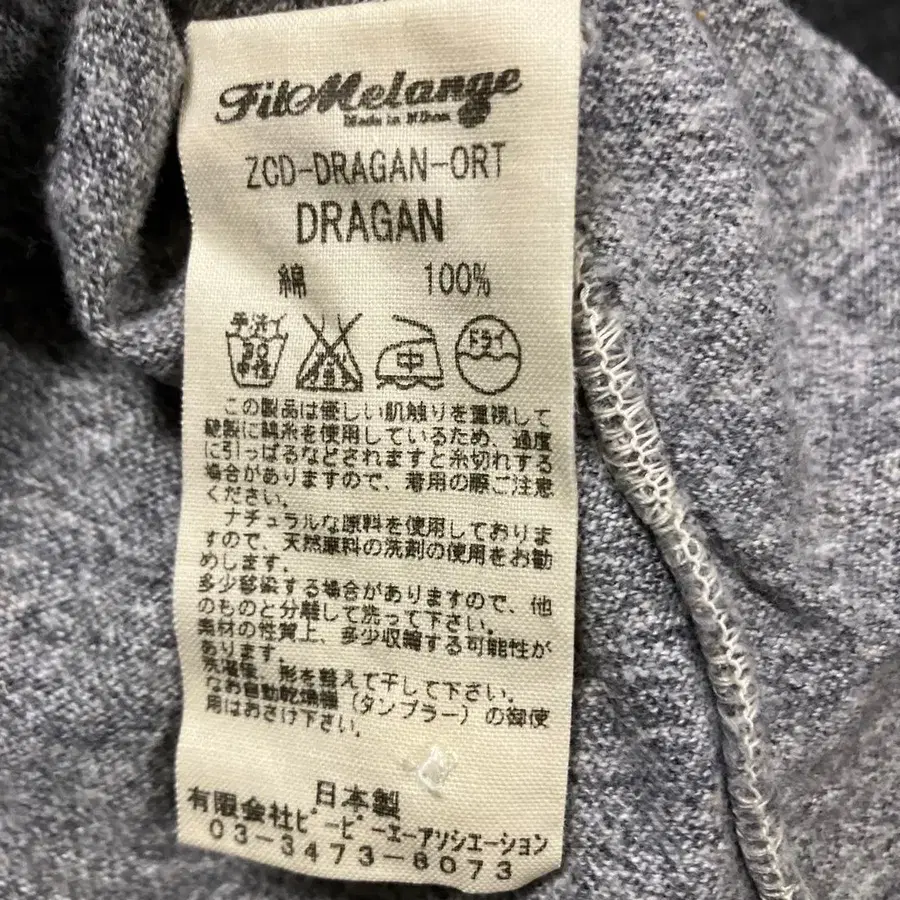 FilMelange
Made in Nihon
ZCD-DRAGAN-ORT
DRAGAN
綿 100%
手洗イ 30 中性 エンソサラシ 中 ドライ
この製品は優しい肌触りを重視して
縫製に綿糸を使用しているため、過度
に引っぱるなどされますと糸切れする
場合がありますので、着用の際ご注意
ください。
ナチュラルな原料を使用しておりま
すので、天然原料の洗剤の使用をお勧
めします。
多少移染する場合がありますので、他
のものと分離して洗って下さい。
素材の性質上、多少収縮する可能性が
あります。
洗濯後、形を整えて干して下さい。
なお自動乾燥機(タンブラー)の御使
用はおさけ下さい。
日本製
有限会社ビーピーエーアソシエーション
03-3473-8073